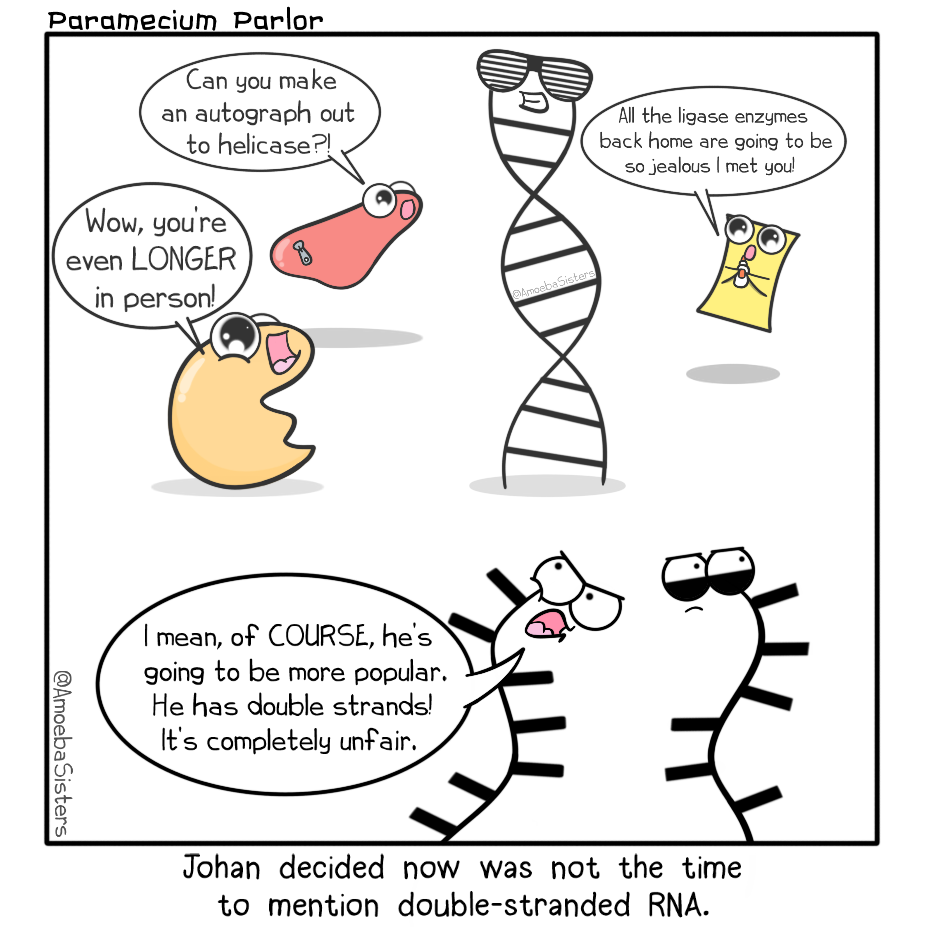 Paramecium Parlor
Can you make
an autograph out
to helicase?!
All the ligase enzymes
back home are going to be
so jealous I met you!
Wow, you're
even LONGER
in person!
@AmoebaSisters
I mean, of COURSE, he's
going to be more popular.
He has double strands!
It's completely unfair.
@AmoebaSisters
Johan decided now was not the time
to mention double-stranded RNA.